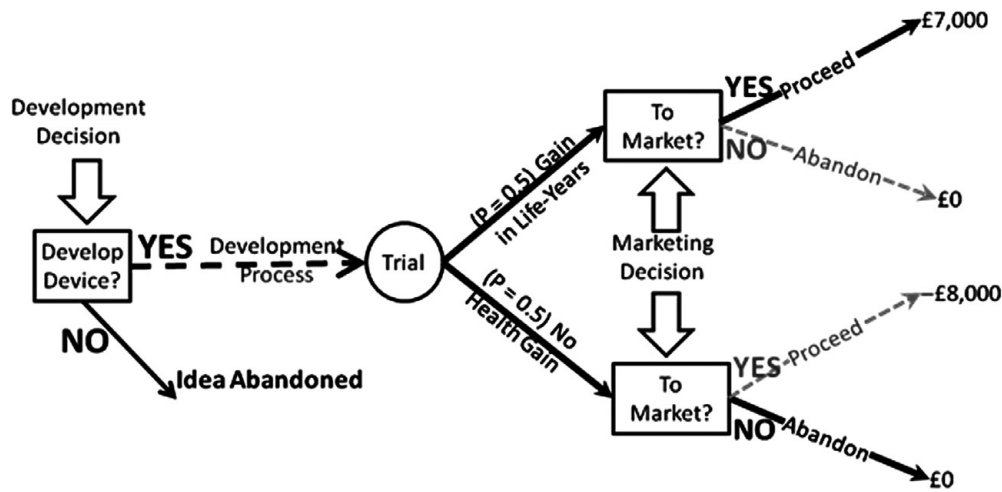 Development
Decision
Develop
Device?
YES
Development
Process
NO
Idea Abandoned
Trial
(P = 0.5) Gain
in Life-Years
(P = 0.5) No
Health Gain
To
Market?
YES
Proceed
£7,000
NO
Abandon
£0
Marketing
Decision
To
Market?
YES
Proceed
-£8,000
NO
Abandon
£0